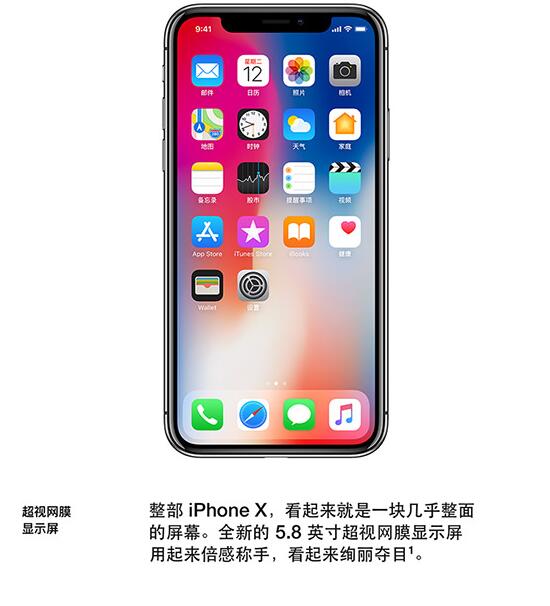 9:41
星期二
12
邮件
日历
照片
相机
地图
时钟
天气
家庭
备忘录
股市
提醒事项
视频
App Store
iTunes Store
iBooks
健康
Wallet
设置
超视网膜
显示屏
整部 iPhone X，看起来就是一块几乎整面
的屏幕。全新的 5.8 英寸超视网膜显示屏
用起来倍感称手，看起来绚丽夺目¹。